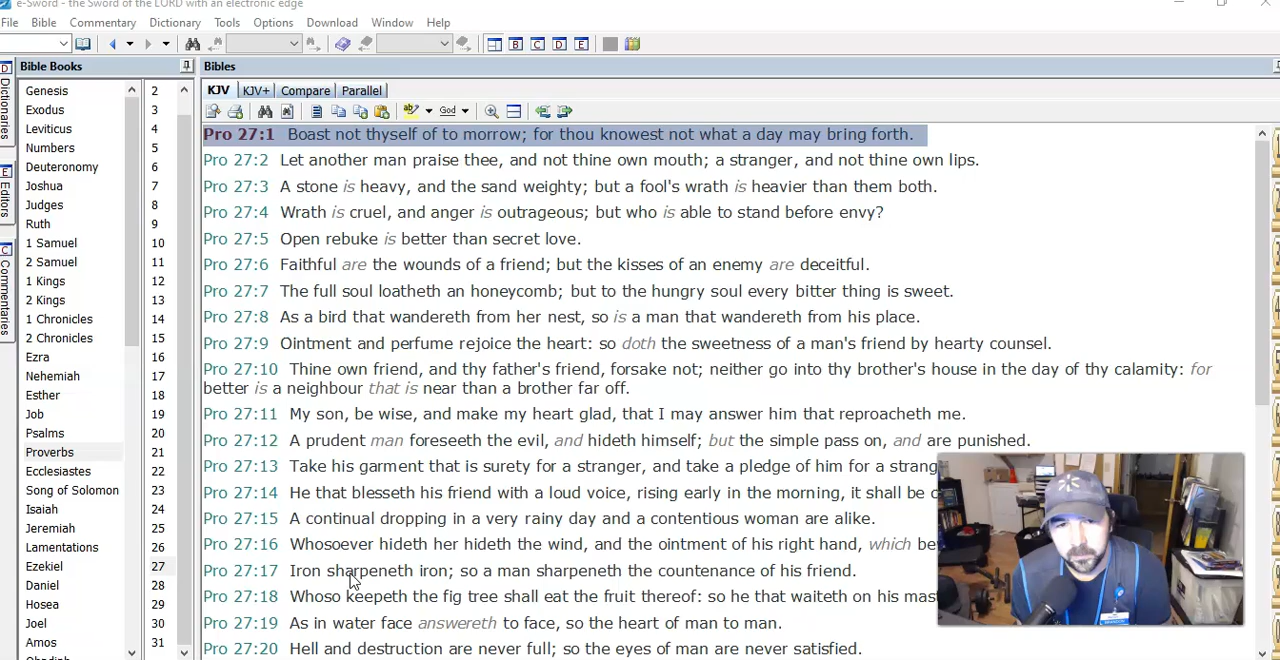 e-Sword - the Sword of the LORD with an electronic edge
File Bible Commentary Dictionary Tools Options Download Window Help
Bible Books
Bibles
Dictionaries
Editors
Commentaries
KJV KJV+ Compare Parallel
God
B C D E
Genesis 2
Exodus 3
Leviticus 4
Numbers 5
Deuteronomy 6
Joshua 7
Judges 8
Ruth 9
1 Samuel 10
2 Samuel 11
1 Kings 12
2 Kings 13
1 Chronicles 14
2 Chronicles 15
Ezra 16
Nehemiah 17
Esther 18
Job 19
Psalms 20
Proverbs 21
Ecclesiastes 22
Song of Solomon 23
Isaiah 24
Jeremiah 25
Lamentations 26
Ezekiel 27
Daniel 28
Hosea 29
Joel 30
Amos 31
Pro 27:1 Boast not thyself of to morrow; for thou knowest not what a day may bring forth.
Pro 27:2 Let another man praise thee, and not thine own mouth; a stranger, and not thine own lips.
Pro 27:3 A stone is heavy, and the sand weighty; but a fool's wrath is heavier than them both.
Pro 27:4 Wrath is cruel, and anger is outrageous; but who is able to stand before envy?
Pro 27:5 Open rebuke is better than secret love.
Pro 27:6 Faithful are the wounds of a friend; but the kisses of an enemy are deceitful.
Pro 27:7 The full soul loatheth an honeycomb; but to the hungry soul every bitter thing is sweet.
Pro 27:8 As a bird that wandereth from her nest, so is a man that wandereth from his place.
Pro 27:9 Ointment and perfume rejoice the heart: so doth the sweetness of a man's friend by hearty counsel.
Pro 27:10 Thine own friend, and thy father's friend, forsake not; neither go into thy brother's house in the day of thy calamity: for
better is a neighbour that is near than a brother far off.
Pro 27:11 My son, be wise, and make my heart glad, that I may answer him that reproacheth me.
Pro 27:12 A prudent man foreseeth the evil, and hideth himself; but the simple pass on, and are punished.
Pro 27:13 Take his garment that is surety for a stranger, and take a pledge of him for a strang
Pro 27:14 He that blesseth his friend with a loud voice, rising early in the morning, it shall be c
Pro 27:15 A continual dropping in a very rainy day and a contentious woman are alike.
Pro 27:16 Whosoever hideth her hideth the wind, and the ointment of his right hand, which be
Pro 27:17 Iron sharpeneth iron; so a man sharpeneth the countenance of his friend.
Pro 27:18 Whoso keepeth the fig tree shall eat the fruit thereof: so he that waiteth on his mas
Pro 27:19 As in water face answereth to face, so the heart of man to man.
Pro 27:20 Hell and destruction are never full; so the eyes of man are never satisfied.